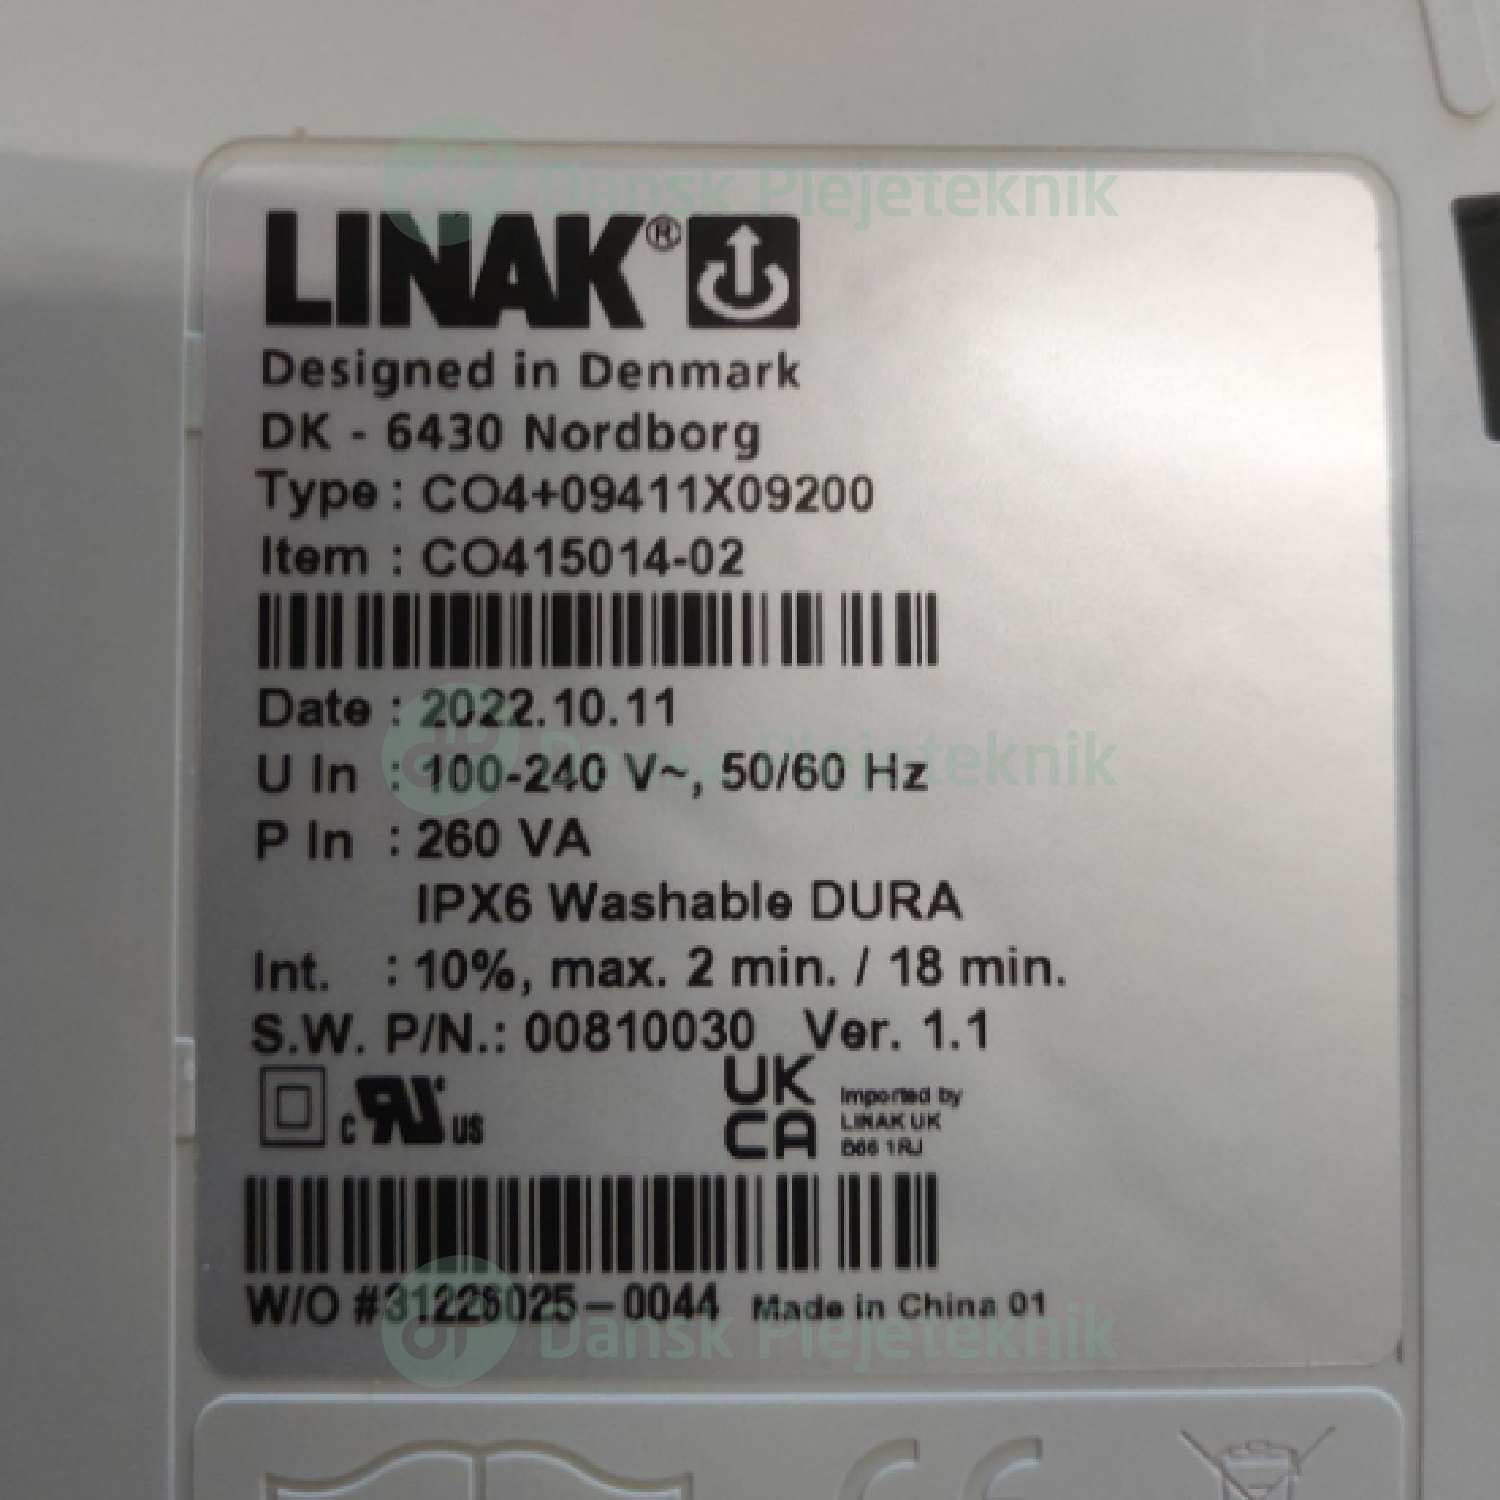 Dansk Plejeteknik
LINAK®
Designed in Denmark
DK - 6430 Nordborg
Type : CO4+09411X09200
Item : CO415014-02
Date : 2022.10.11
Dansk Plejeteknik
U In : 100-240 V~, 50/60 Hz
P In : 260 VA
IPX6 Washable DURA
Int. : 10%, max. 2 min. / 18 min.
S.W. P/N.: 00810030 Ver. 1.1
c RU US
UK
CA
Imported by
LINAK UK
B66 1RJ
W/O #31226025-0044 Made in China 01
Dansk Plejeteknik
CE